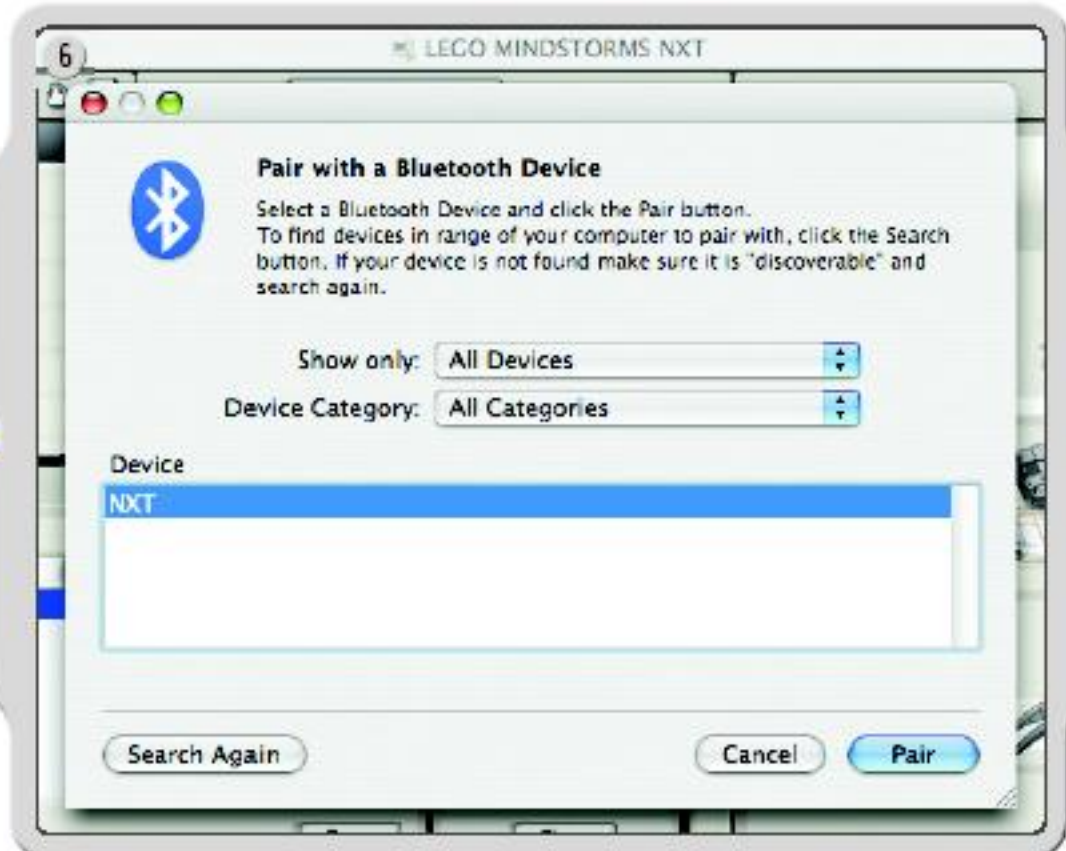 6
LEGO MINDSTORMS NXT
Pair with a Bluetooth Device
Select a Bluetooth Device and click the Pair button.
To find devices in range of your computer to pair with, click the Search
button. If your device is not found make sure it is "discoverable" and
search again.
Show only: All Devices
Device Category: All Categories
Device
NXT
Search Again Cancel Pair